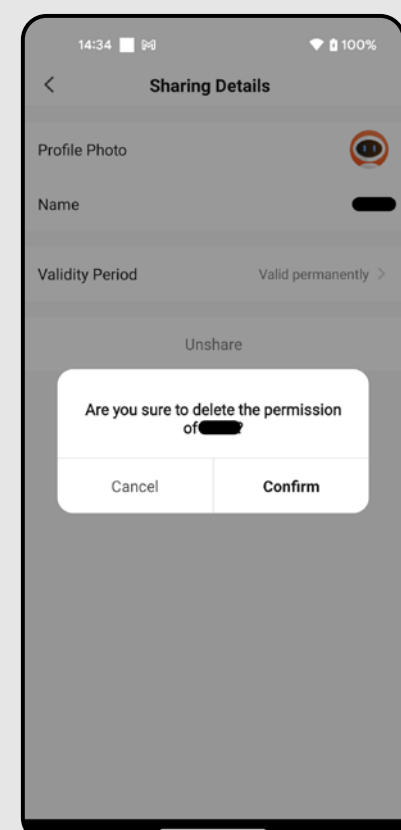 14:34
100%
Sharing Details
Profile Photo
Name
Validity Period
Valid permanently
Unshare
Are you sure to delete the permission
of ?
Cancel
Confirm